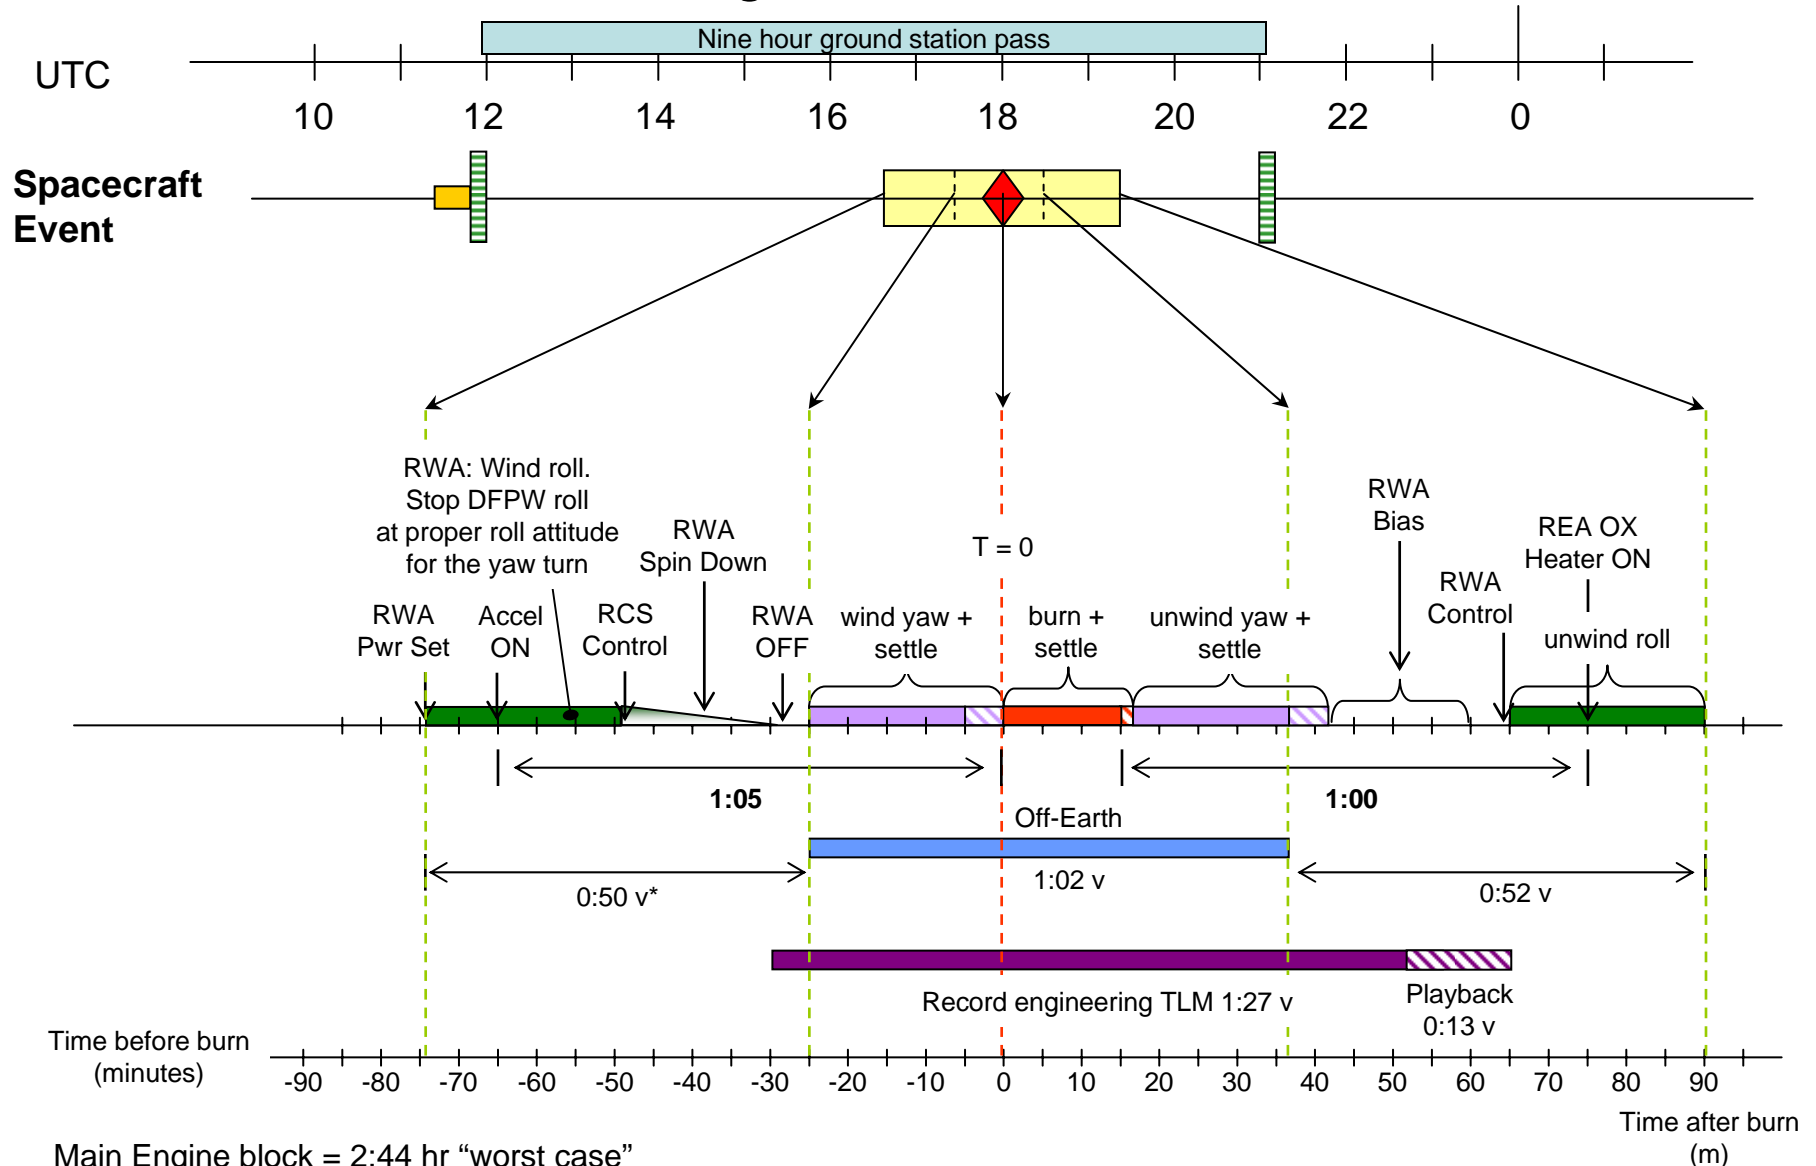 Nine hour ground station pass
UTC
10 12 14 16 18 20 22 0
Spacecraft
Event
RWA: Wind roll.
Stop DFPW roll
at proper roll attitude
for the yaw turn
RWA
Spin Down
T = 0
RWA
Bias
REA OX
Heater ON
RWA
Control
RWA
Pwr Set
Accel
ON
RCS
Control
RWA
OFF
wind yaw +
settle
burn +
settle
unwind yaw +
settle
unwind roll
1:05
1:00
Off-Earth
0:50 v*
1:02 v
0:52 v
Record engineering TLM 1:27 v
Playback
0:13 v
Time before burn
(minutes)
-90 -80 -70 -60 -50 -40 -30 -20 -10 0 10 20 30 40 50 60 70 80 90
Time after burn
(m)
Main Engine block = 2:44 hr “worst case”